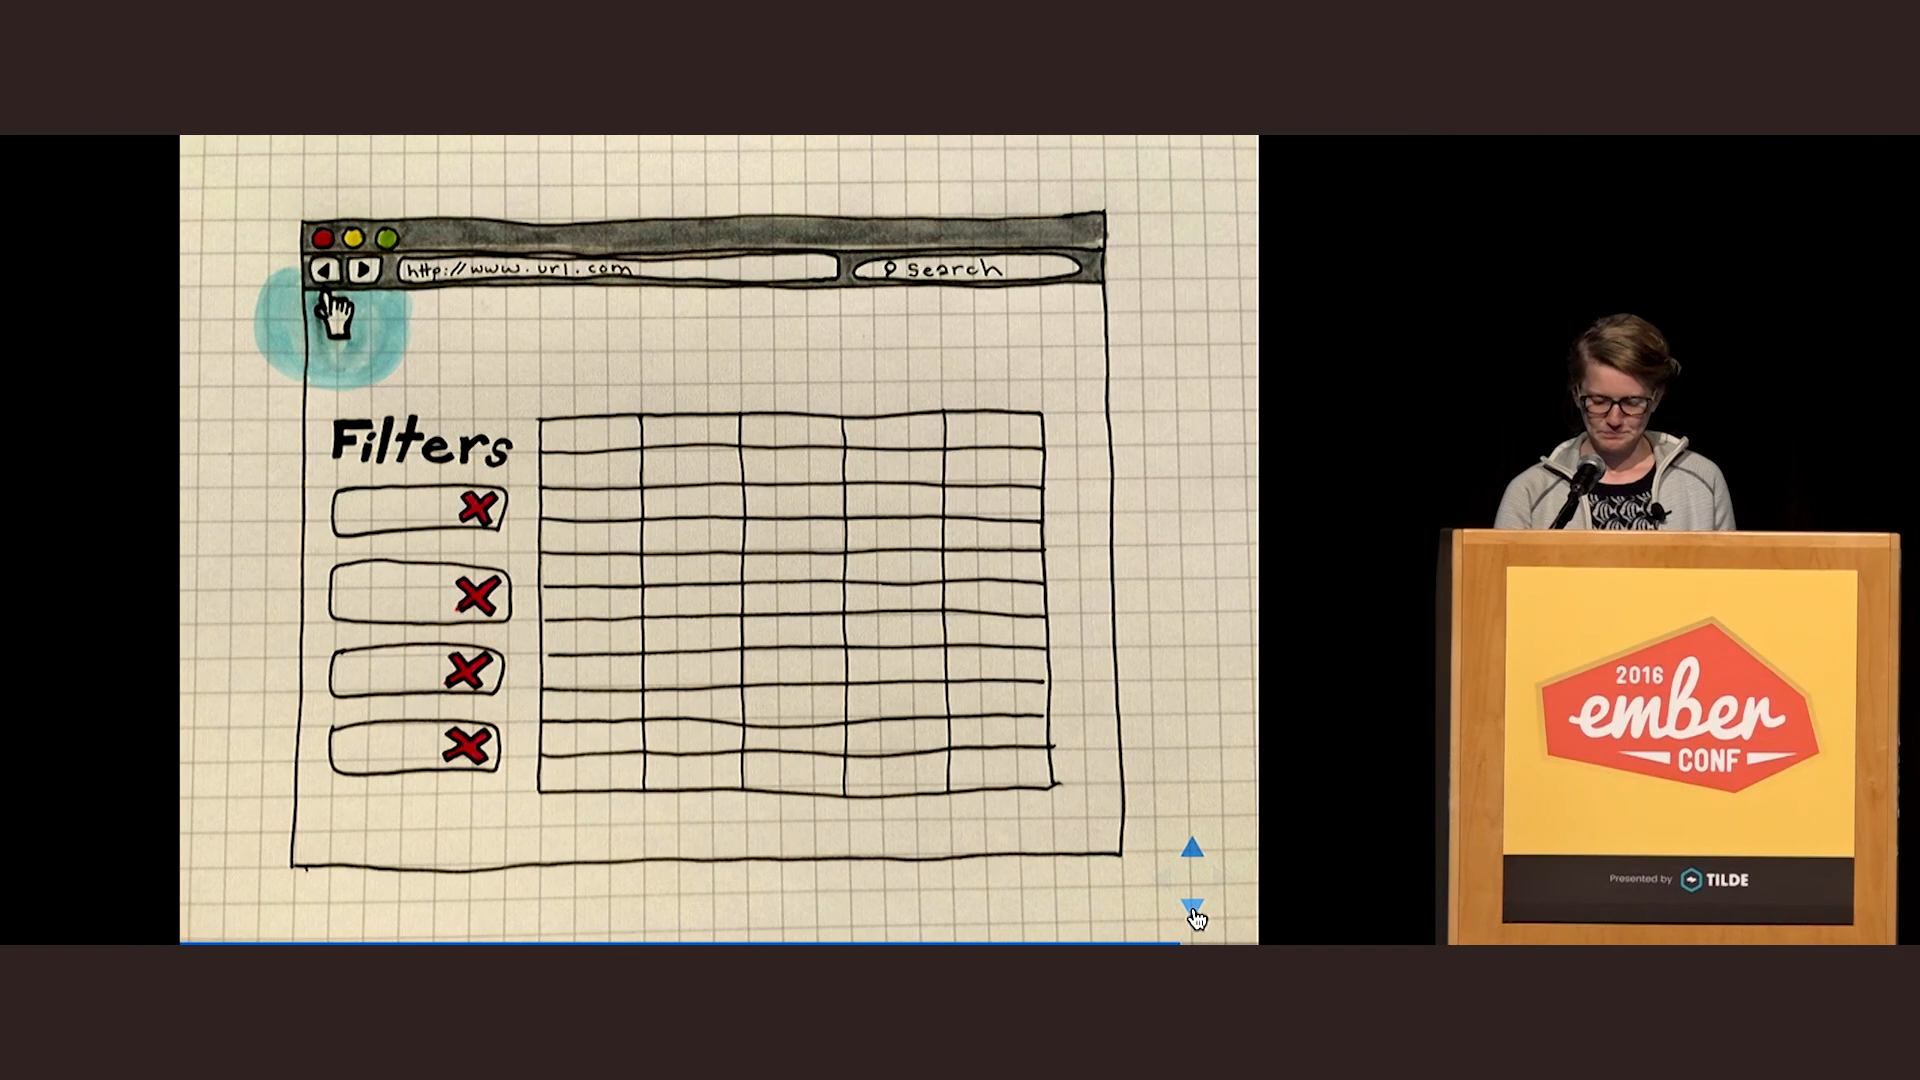 http://www.url.com
search
Filters
2016
ember
CONF
Presented by TILDE